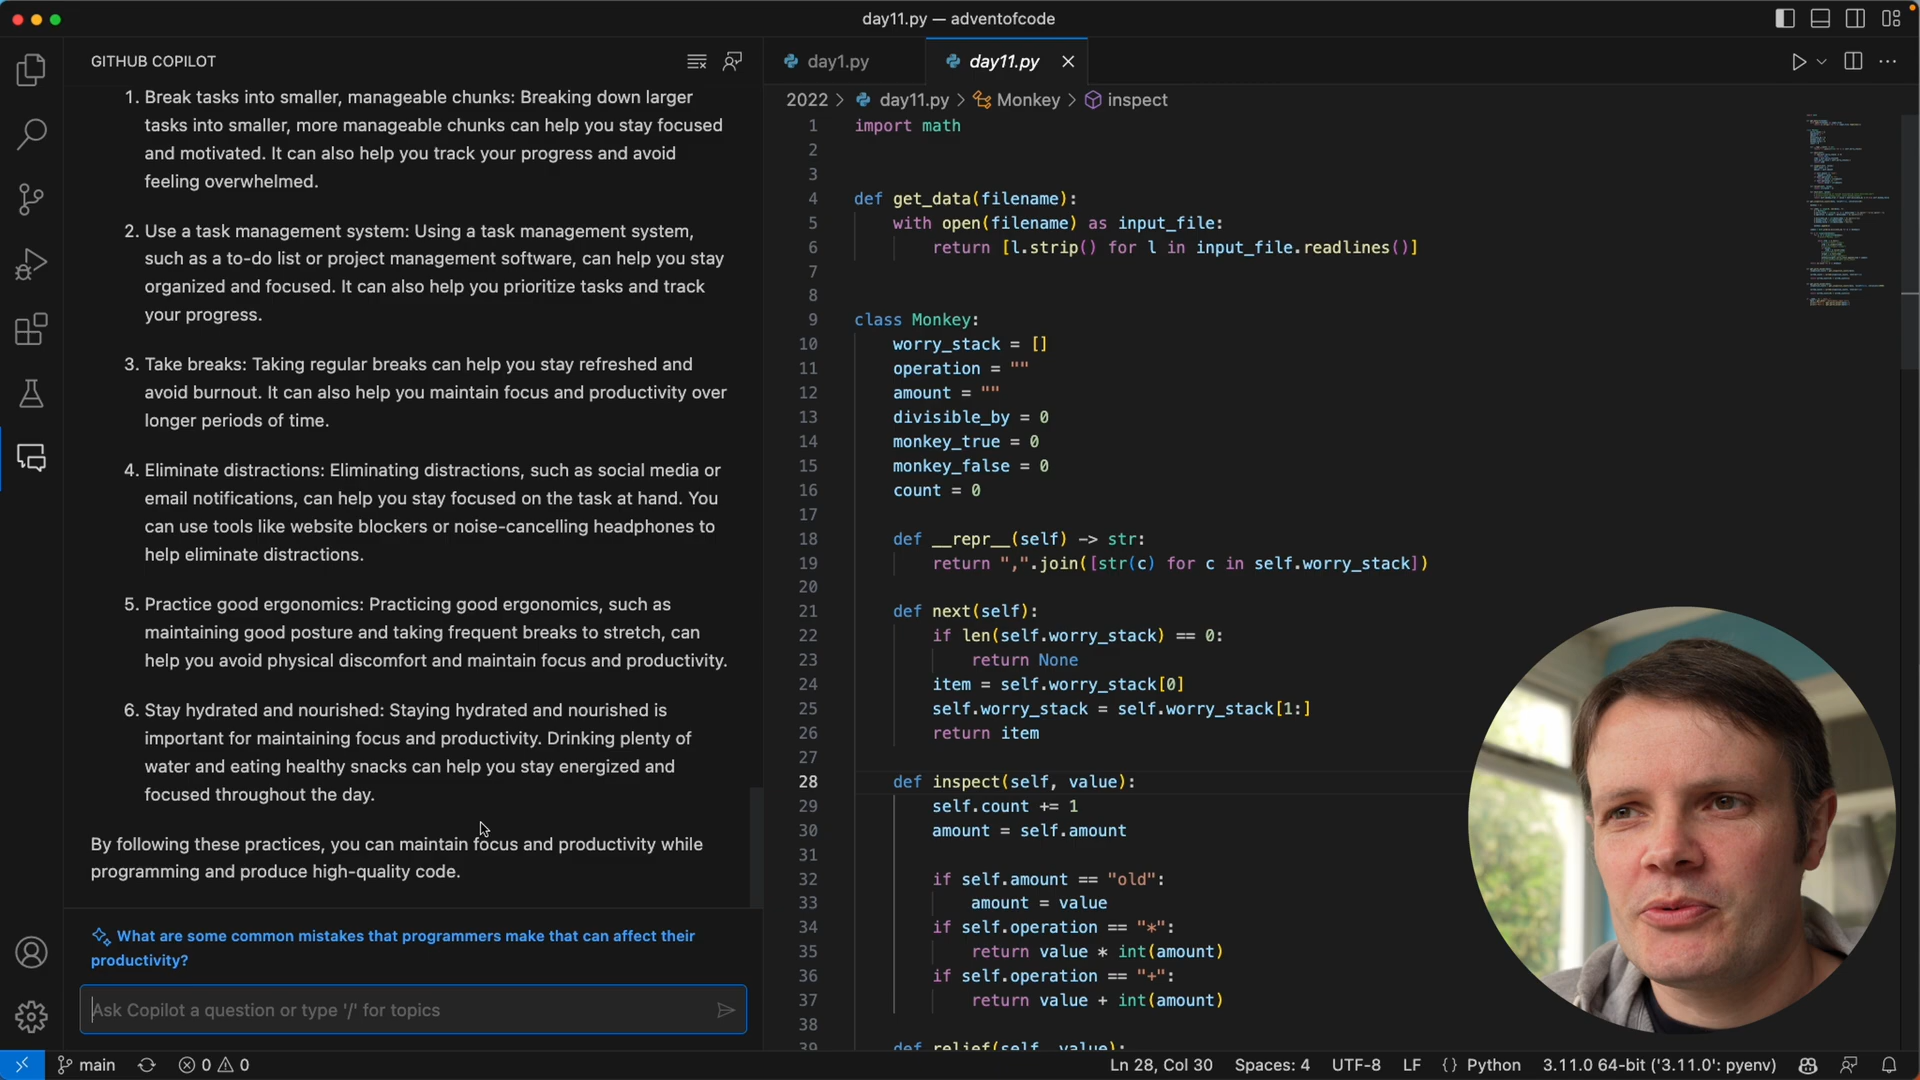 day11.py — adventofcode
GITHUB COPILOT
1. Break tasks into smaller, manageable chunks: Breaking down larger
tasks into smaller, more manageable chunks can help you stay focused
and motivated. It can also help you track your progress and avoid
feeling overwhelmed.
2. Use a task management system: Using a task management system,
such as a to-do list or project management software, can help you stay
organized and focused. It can also help you prioritize tasks and track
your progress.
3. Take breaks: Taking regular breaks can help you stay refreshed and
avoid burnout. It can also help you maintain focus and productivity over
longer periods of time.
4. Eliminate distractions: Eliminating distractions, such as social media or
email notifications, can help you stay focused on the task at hand. You
can use tools like website blockers or noise-cancelling headphones to
help eliminate distractions.
5. Practice good ergonomics: Practicing good ergonomics, such as
maintaining good posture and taking frequent breaks to stretch, can
help you avoid physical discomfort and maintain focus and productivity.
6. Stay hydrated and nourished: Staying hydrated and nourished is
important for maintaining focus and productivity. Drinking plenty of
water and eating healthy snacks can help you stay energized and
focused throughout the day.
By following these practices, you can maintain focus and productivity while
programming and produce high-quality code.
What are some common mistakes that programmers make that can affect their
productivity?
Ask Copilot a question or type '/' for topics
day1.py
day11.py
2022 > day11.py > Monkey > inspect
1 import math
2
3
4 def get_data(filename):
5 with open(filename) as input_file:
6 return [l.strip() for l in input_file.readlines()]
7
8
9 class Monkey:
10 worry_stack = []
11 operation = ""
12 amount = ""
13 divisible_by = 0
14 monkey_true = 0
15 monkey_false = 0
16 count = 0
17
18 def __repr__(self) -> str:
19 return ",".join([str(c) for c in self.worry_stack])
20
21 def next(self):
22 if len(self.worry_stack) == 0:
23 return None
24 item = self.worry_stack[0]
25 self.worry_stack = self.worry_stack[1:]
26 return item
27
28 def inspect(self, value):
29 self.count += 1
30 amount = self.amount
31
32 if self.amount == "old":
33 amount = value
34 if self.operation == "*":
35 return value * int(amount)
36 if self.operation == "+":
37 return value + int(amount)
38
39 def relief(self, value):
main
0 0
Ln 28, Col 30
Spaces: 4
UTF-8
LF
{} Python
3.11.0 64-bit ('3.11.0': pyenv)